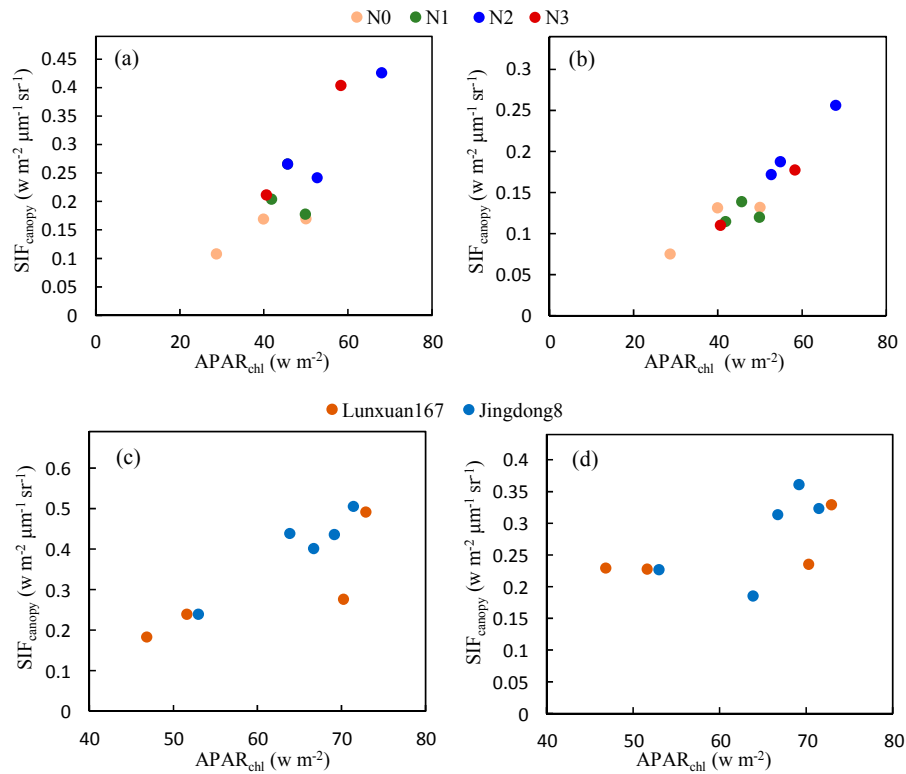 N0 N1 N2 N3
(a)
SIFcanopy (w m-2 μm-1 sr-1)
0.45
0.4
0.35
0.3
0.25
0.2
0.15
0.1
0.05
0
0 20 40 60 80
APARchl (w m-2)
(b)
SIFcanopy (w m-2 μm-1 sr-1)
0.3
0.25
0.2
0.15
0.1
0.05
0
0 20 40 60 80
APARchl (w m-2)
Lunxuan167 Jingdong8
(c)
SIFcanopy (w m-2 μm-1 sr-1)
0.6
0.5
0.4
0.3
0.2
0.1
0
40 50 60 70 80
APARchl (w m-2)
(d)
SIFcanopy (w m-2 μm-1 sr-1)
0.4
0.35
0.3
0.25
0.2
0.15
0.1
0.05
0
40 50 60 70 80
APARchl (w m-2)